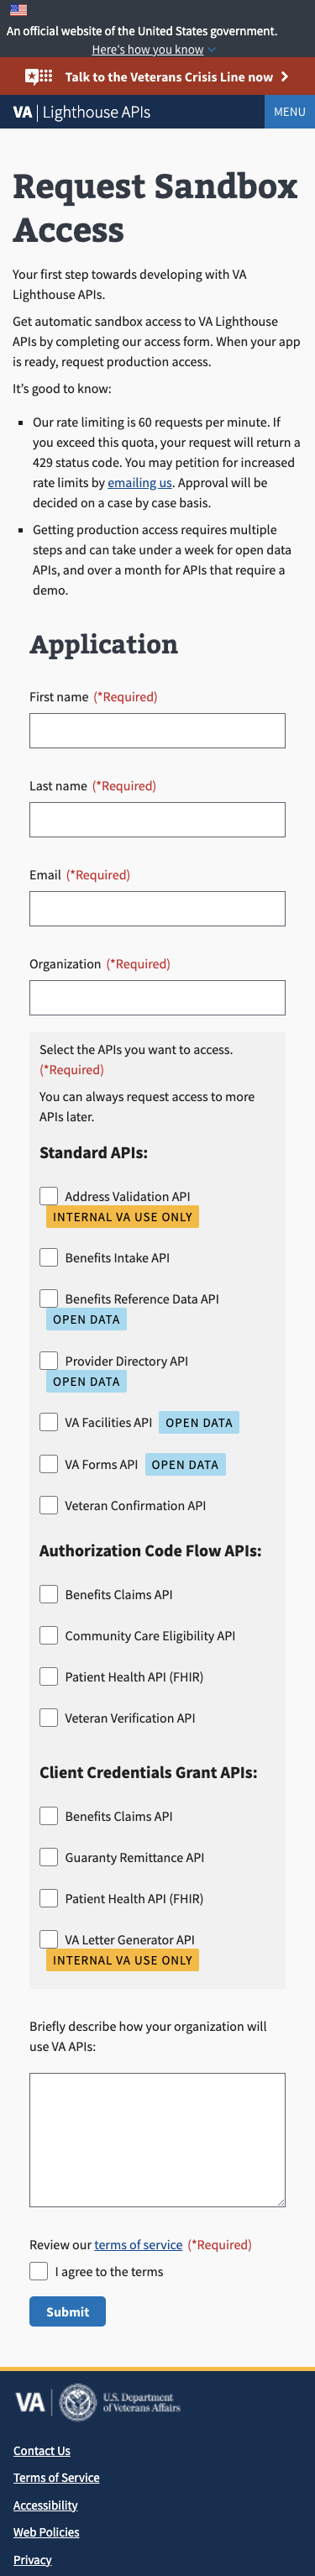 An official website of the United States government.
Here's how you know
Talk to the Veterans Crisis Line now
VA | Lighthouse APIs
MENU
Request Sandbox
Access
Your first step towards developing with VA
Lighthouse APIs.
Get automatic sandbox access to VA Lighthouse
APIs by completing our access form. When your app
is ready, request production access.
It's good to know:
Our rate limiting is 60 requests per minute. If
you exceed this quota, your request will return a
429 status code. You may petition for increased
rate limits by emailing us. Approval will be
decided on a case by case basis.
Getting production access requires multiple
steps and can take under a week for open data
APIs, and over a month for APIs that require a
demo.
Application
First name (*Required)
Last name (*Required)
Email (*Required)
Organization (*Required)
Select the APIs you want to access.
(*Required)
You can always request access to more
APIs later.
Standard APIs:
Address Validation API
INTERNAL VA USE ONLY
Benefits Intake API
Benefits Reference Data API
OPEN DATA
Provider Directory API
OPEN DATA
VA Facilities API OPEN DATA
VA Forms API OPEN DATA
Veteran Confirmation API
Authorization Code Flow APIs:
Benefits Claims API
Community Care Eligibility API
Patient Health API (FHIR)
Veteran Verification API
Client Credentials Grant APIs:
Benefits Claims API
Guaranty Remittance API
Patient Health API (FHIR)
VA Letter Generator API
INTERNAL VA USE ONLY
Briefly describe how your organization will
use VA APIs:
Review our terms of service (*Required)
I agree to the terms
Submit
VA | U.S. Department
of Veterans Affairs
Contact Us
Terms of Service
Accessibility
Web Policies
Privacy